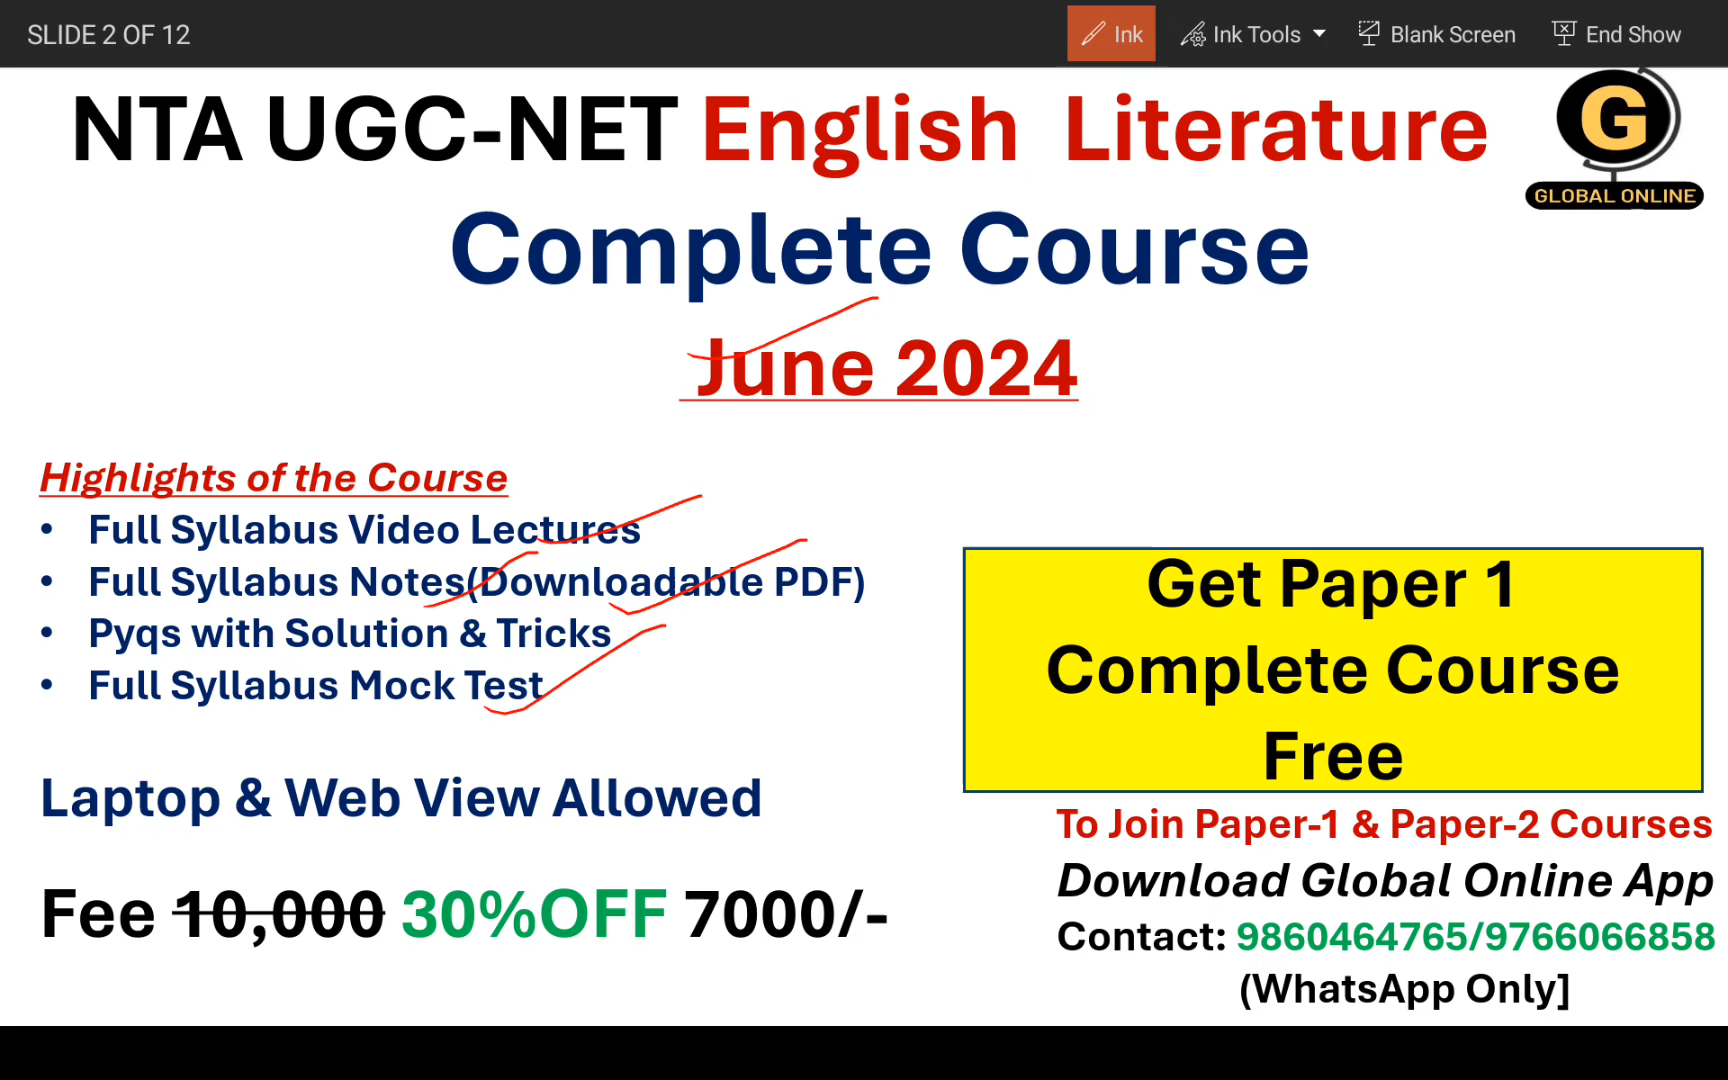 SLIDE 2 OF 12
Ink
Ink Tools
Blank Screen
End Show
NTA UGC-NET English Literature
G
GLOBAL ONLINE
Complete Course
June 2024
Highlights of the Course
• Full Syllabus Video Lectures
• Full Syllabus Notes(Downloadable PDF)
• Pyqs with Solution & Tricks
• Full Syllabus Mock Test
Laptop & Web View Allowed
Fee 10,000 30%OFF 7000/-
Get Paper 1
Complete Course
Free
To Join Paper-1 & Paper-2 Courses
Download Global Online App
Contact: 9860464765/9766066858
(WhatsApp Only]